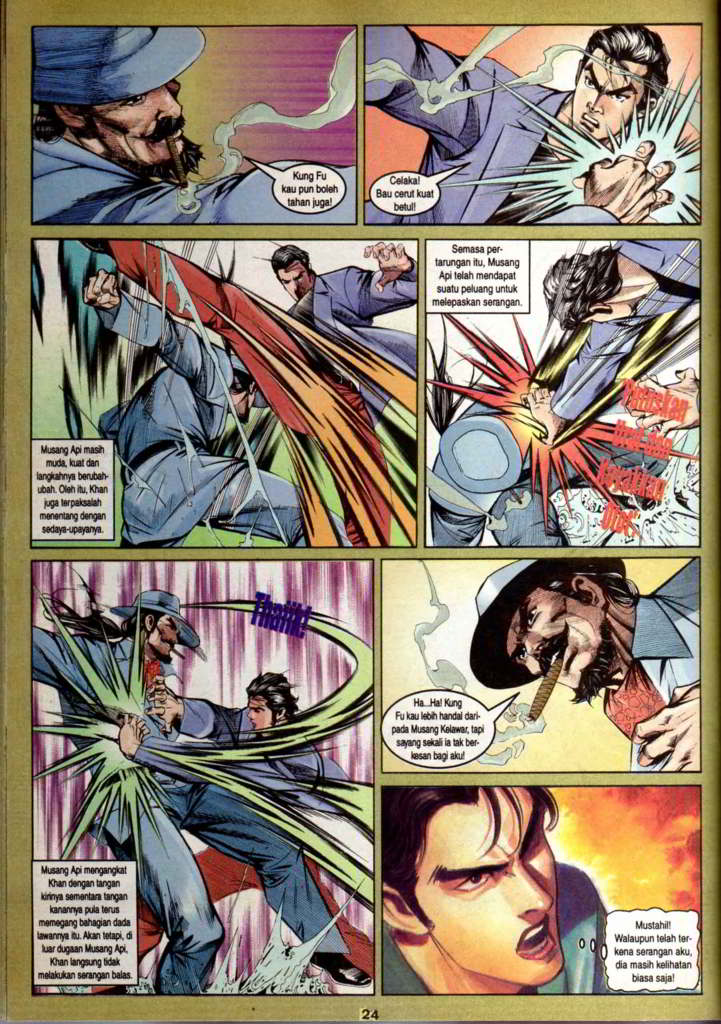 Kung Fu
kau pun boleh
tahan juga!
Celaka!
Bau cerut kuat
betul!
Musang Api masih
muda, kuat dan
langkahnya berubah-
ubah. Oleh itu, Khan
juga terpaksalah
menentang dengan
sedaya-upayanya.
Semasa per-
tarungan itu, Musang
Api telah mendapat
suatu peluang untuk
melepaskan serangan.
Putuskan
Urat dan
Musang Api mengangkat
Khan dengan tangan
kirinya sementara tangan
kanannya pula terus
memegang bahagian dada
lawannya itu. Akan tetapi, di
luar dugaan Musang Api,
Khan langsung tidak
melakukan serangan balas.
Ha...Ha! Kung
Fu kau lebih handal dari-
pada Musang Kelawar, tapi
sayang sekali ia tak ber-
kesan bagi aku!
Mustahil!
Walaupun telah ter-
kena serangan aku,
dia masih kelihatan
biasa saja!
24